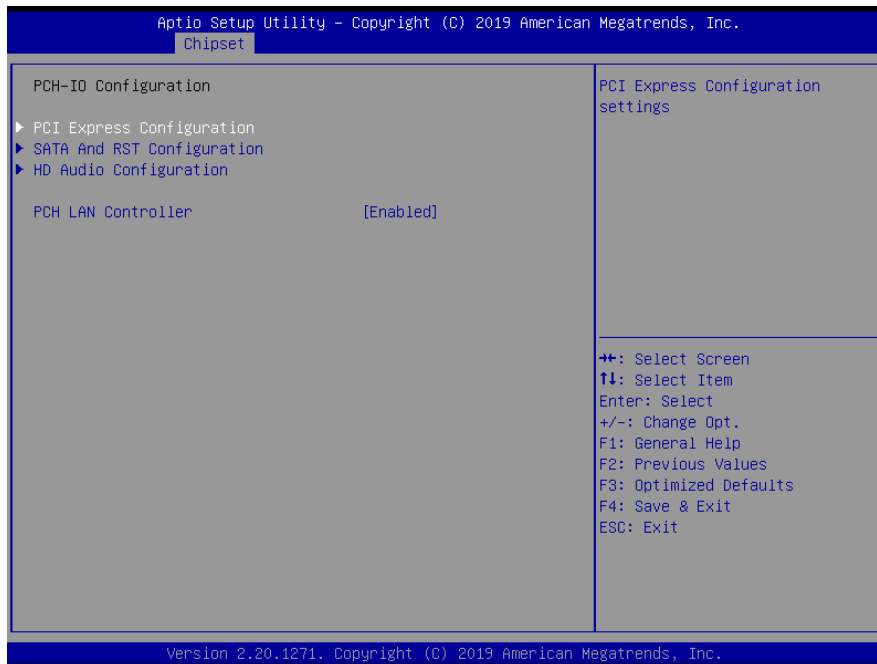 Aptio Setup Utility – Copyright (C) 2019 American Megatrends, Inc.
Chipset
PCH-IO Configuration
▶ PCI Express Configuration
▶ SATA And RST Configuration
▶ HD Audio Configuration
PCH LAN Controller [Enabled]
PCI Express Configuration
settings
→←: Select Screen
↑↓: Select Item
Enter: Select
+/-: Change Opt.
F1: General Help
F2: Previous Values
F3: Optimized Defaults
F4: Save & Exit
ESC: Exit
Version 2.20.1271. Copyright (C) 2019 American Megatrends, Inc.